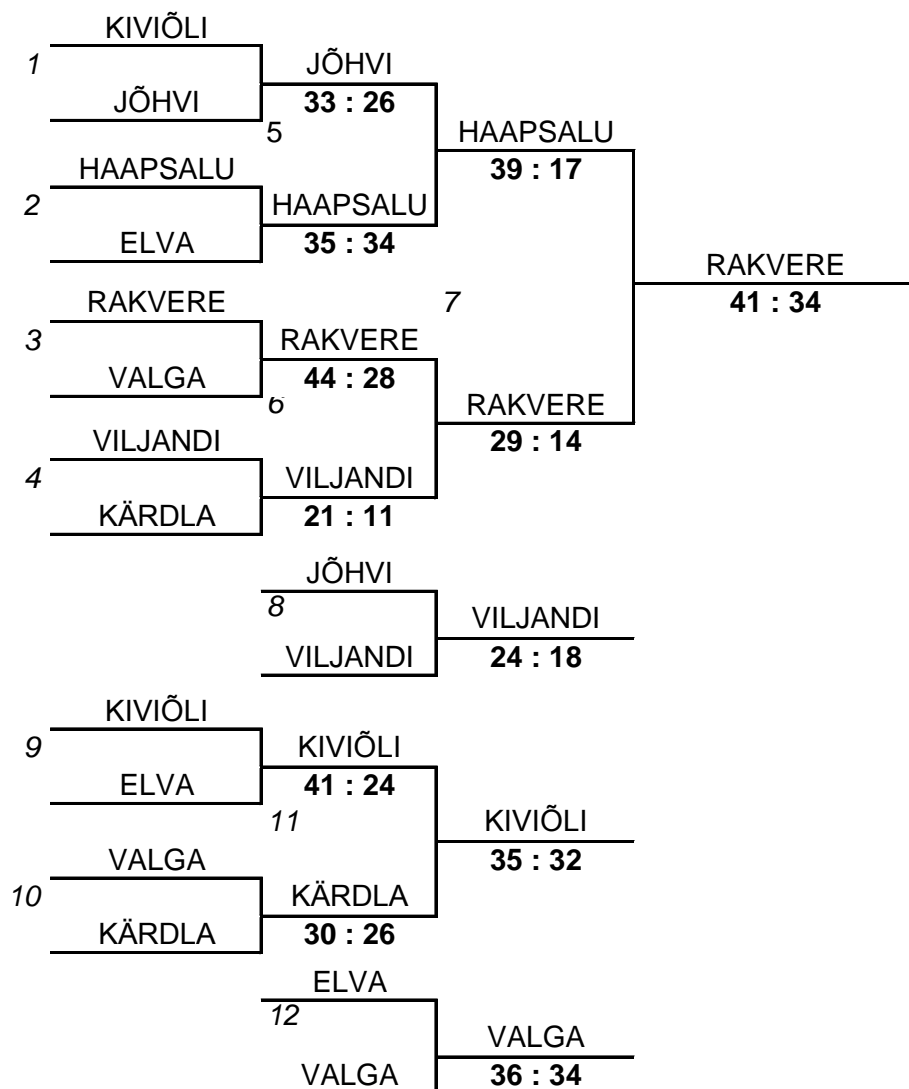 KIVIÕLI
1
JÕHVI
JÕHVI
33 : 26
5
HAAPSALU
HAAPSALU
39 : 17
2
HAAPSALU
ELVA
35 : 34
RAKVERE
RAKVERE
7
41 : 34
3
RAKVERE
VALGA
44 : 28
6
RAKVERE
VILJANDI
29 : 14
4
VILJANDI
KÄRDLA
21 : 11
JÕHVI
8
VILJANDI
VILJANDI
24 : 18
KIVIÕLI
9
KIVIÕLI
ELVA
41 : 24
11
KIVIÕLI
VALGA
35 : 32
10
KÄRDLA
KÄRDLA
30 : 26
ELVA
12
VALGA
VALGA
36 : 34